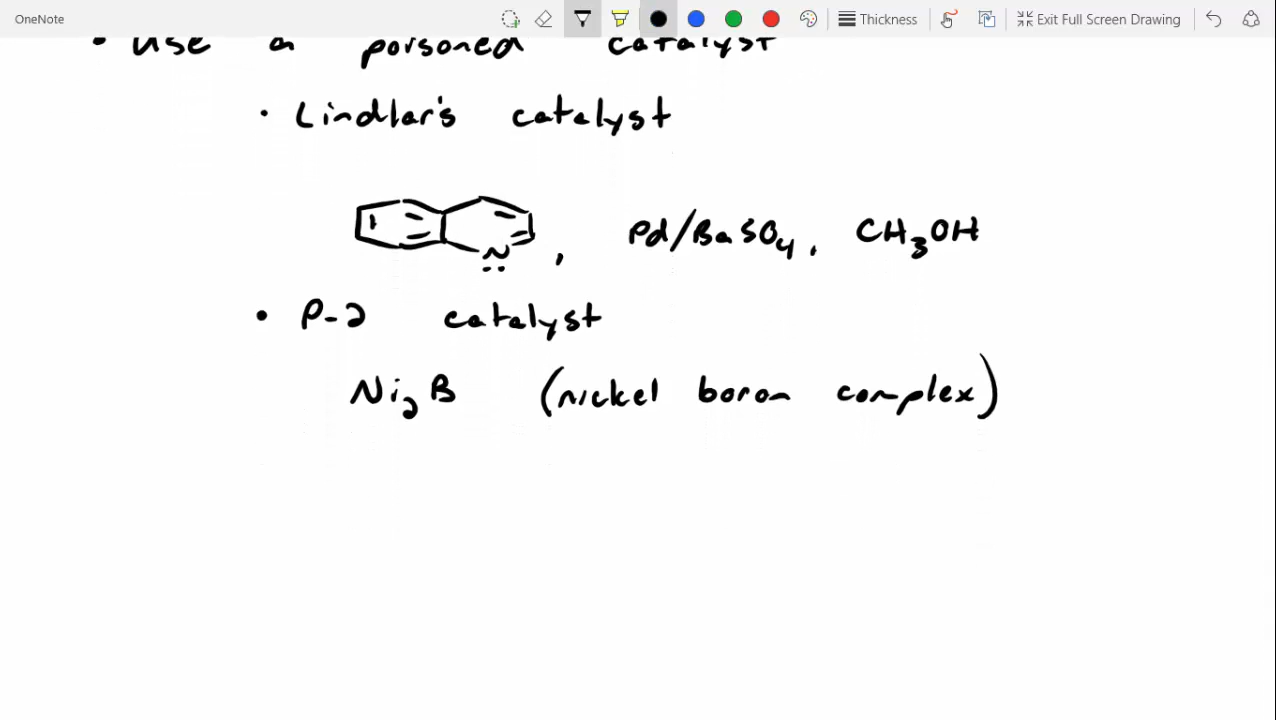 OneNote
Thickness
Exit Full Screen Drawing
• Use a poisoned catalyst
• Lindlar's catalyst
N , Pd/BaSO₄, CH₃OH
• P-2 catalyst
Ni₂B (nickel boron complex)